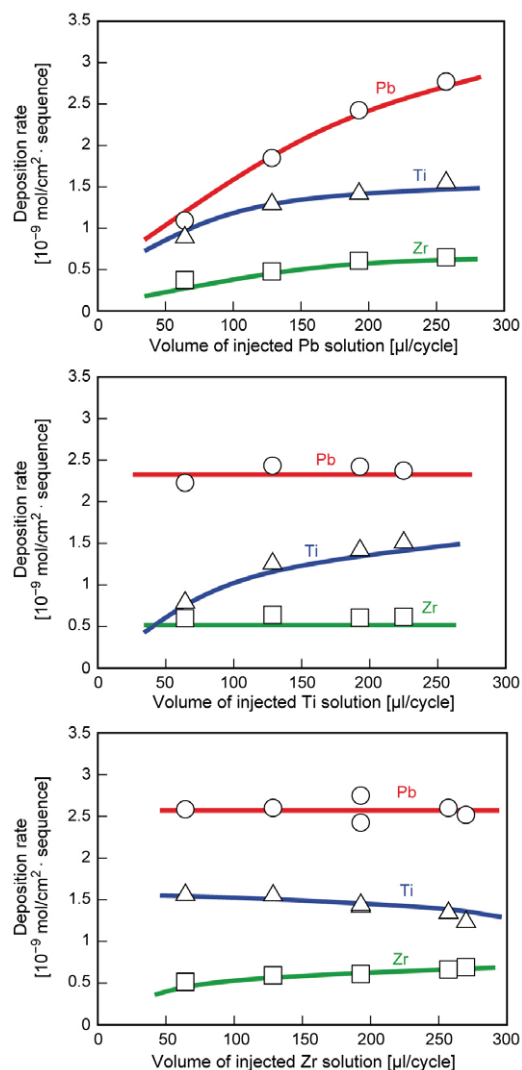 3.5
3
2.5
2
1.5
1
0.5
0
Deposition rate
[10⁻⁹ mol/cm² · sequence]
Pb
Ti
Zr
0 50 100 150 200 250 300
Volume of injected Pb solution [µl/cycle]
3.5
3
2.5
2
1.5
1
0.5
0
Deposition rate
[10⁻⁹ mol/cm² · sequence]
Pb
Ti
Zr
0 50 100 150 200 250 300
Volume of injected Ti solution [µl/cycle]
3.5
3
2.5
2
1.5
1
0.5
0
Deposition rate
[10⁻⁹ mol/cm² · sequence]
Pb
Ti
Zr
0 50 100 150 200 250 300
Volume of injected Zr solution [µl/cycle]